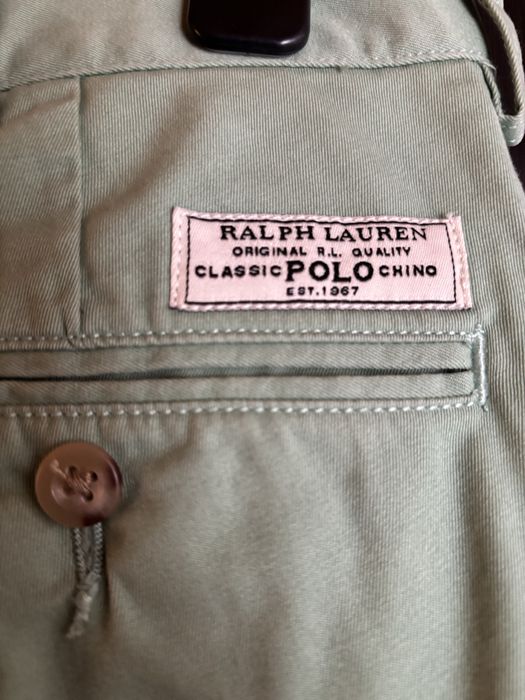 RALPH LAUREN
ORIGINAL R.L. QUALITY
CLASSIC POLO CHINO
EST.1967